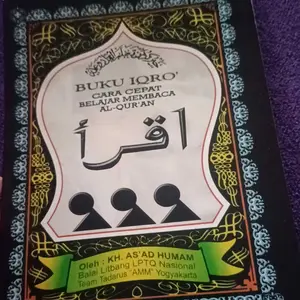 BUKU IQRO'
CARA CEPAT
BELAJAR MEMBACA
AL-QUR'AN
اقرأ
Oleh : KH. AS'AD HUMAM
Balai Litbang LPTQ Nasional
Team Tadarus "AMM" Yogyakarta